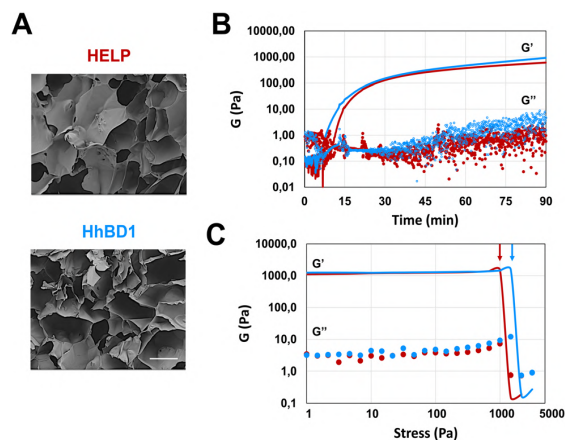 A
HELP
HhBD1
B
10000,00
1000,00
100,00
10,00
1,00
0,10
0,01
G (Pa)
G'
G”
0 15 30 45 60 75 90
Time (min)
C
10000,0
1000,0
100,0
10,0
1,0
0,1
G (Pa)
G'
G”
1 10 100 1000 5000
Stress (Pa)